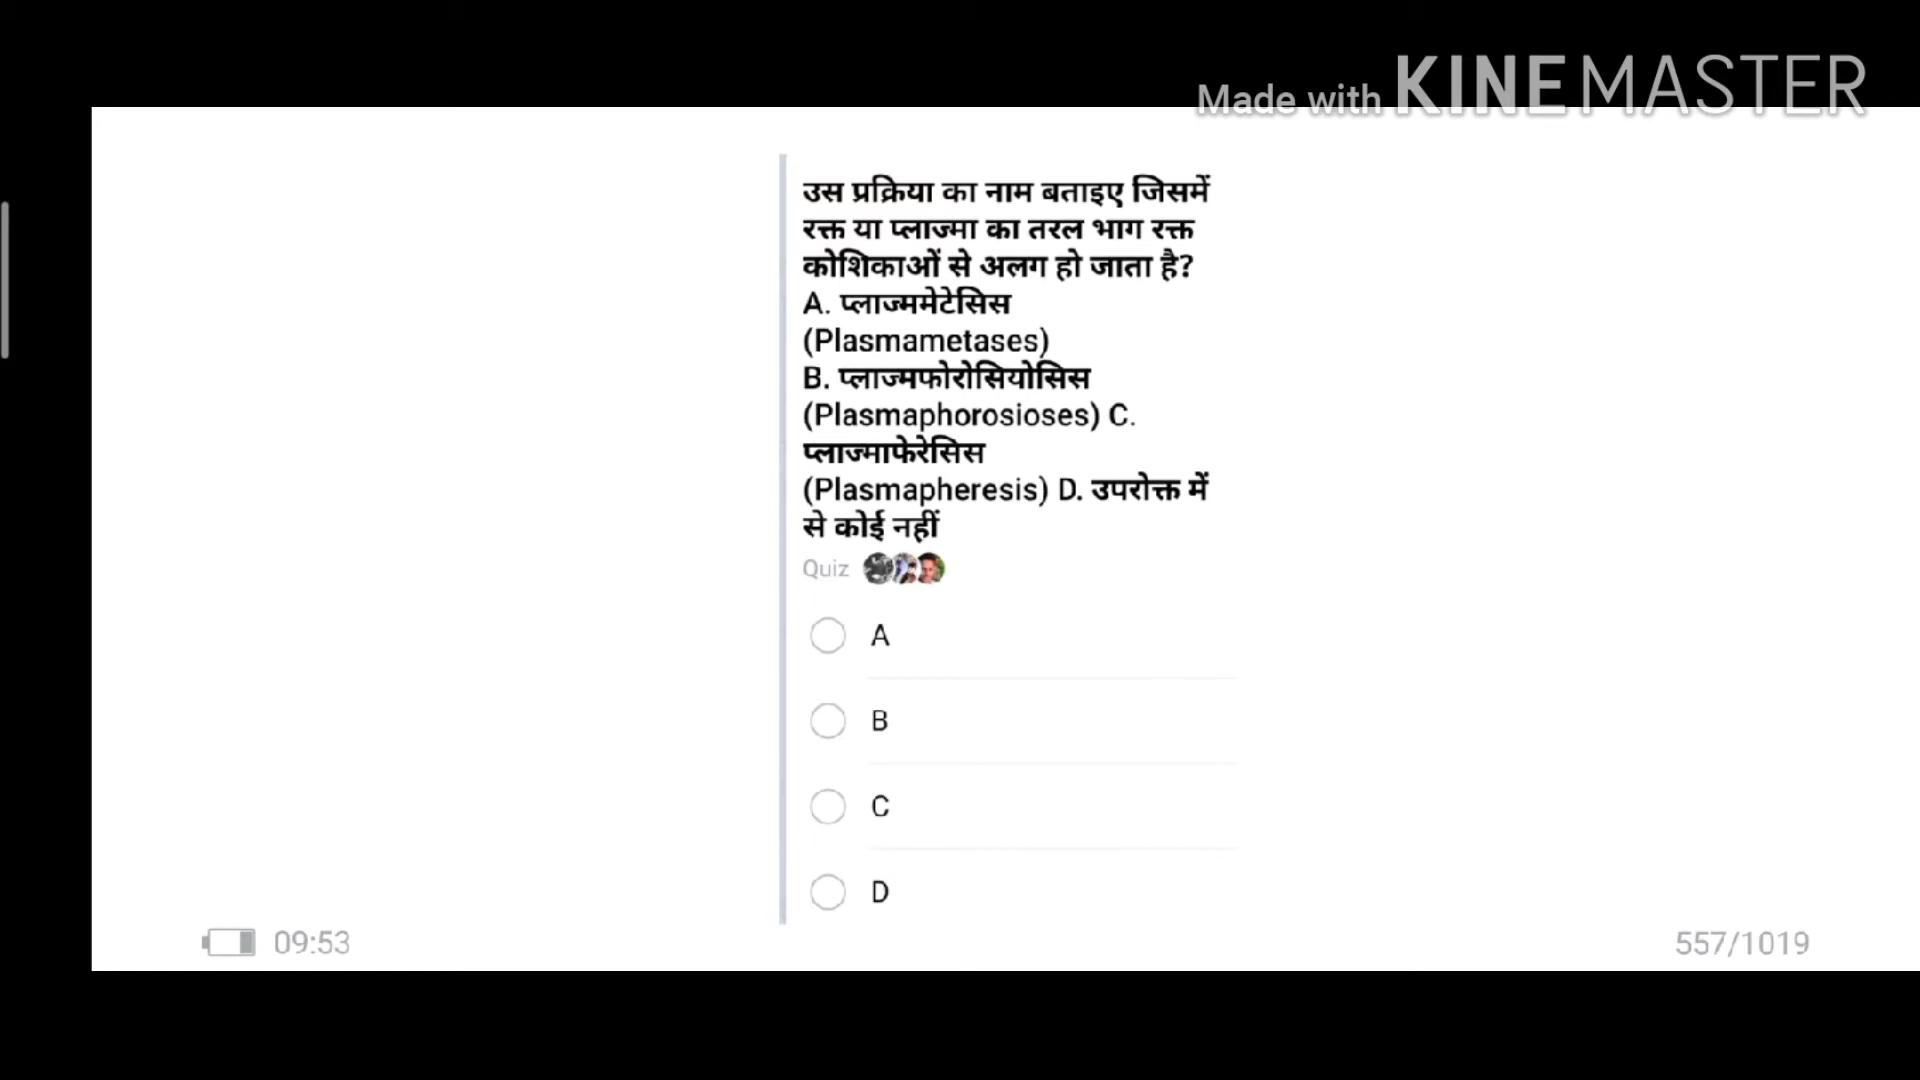 Made with KINEMASTER
उस प्रक्रिया का नाम बताइए जिसमें
रक्त या प्लाज्मा का तरल भाग रक्त
कोशिकाओं से अलग हो जाता है?
A. प्लाज्ममेटेसिस
(Plasmametases)
B. प्लाज्मफोरोसियोसिस
(Plasmaphorosioses) C.
प्लाज्माफेरेसिस
(Plasmapheresis) D. उपरोक्त में
से कोई नहीं
Quiz
A
B
C
D
09:53
557/1019